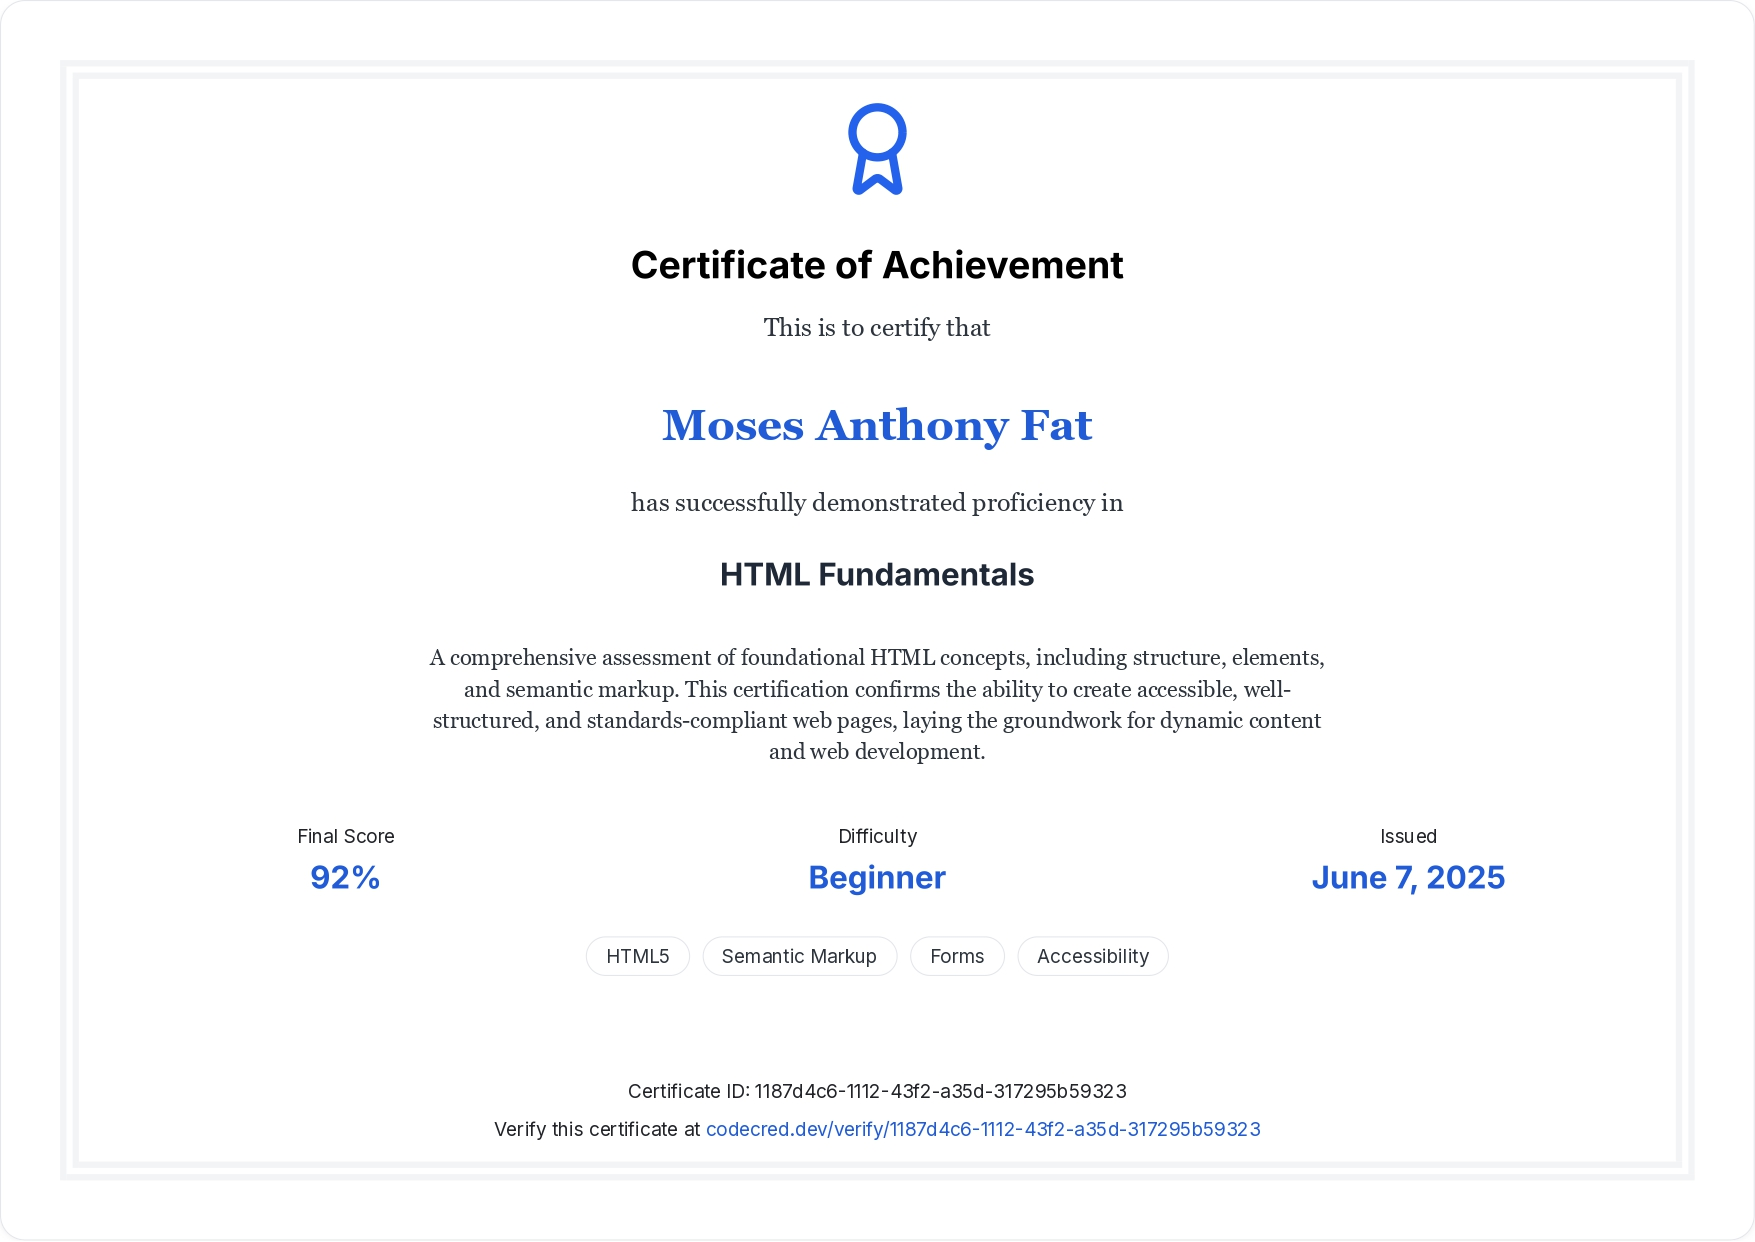 Certificate of Achievement
This is to certify that
Moses Anthony Fat
has successfully demonstrated proficiency in
HTML Fundamentals
A comprehensive assessment of foundational HTML concepts, including structure, elements,
and semantic markup. This certification confirms the ability to create accessible, well-
structured, and standards-compliant web pages, laying the groundwork for dynamic content
and web development.
Final Score
92%
Difficulty
Beginner
Issued
June 7, 2025
HTML5 Semantic Markup Forms Accessibility
Certificate ID: 1187d4c6-1112-43f2-a35d-317295b59323
Verify this certificate at codecred.dev/verify/1187d4c6-1112-43f2-a35d-317295b59323